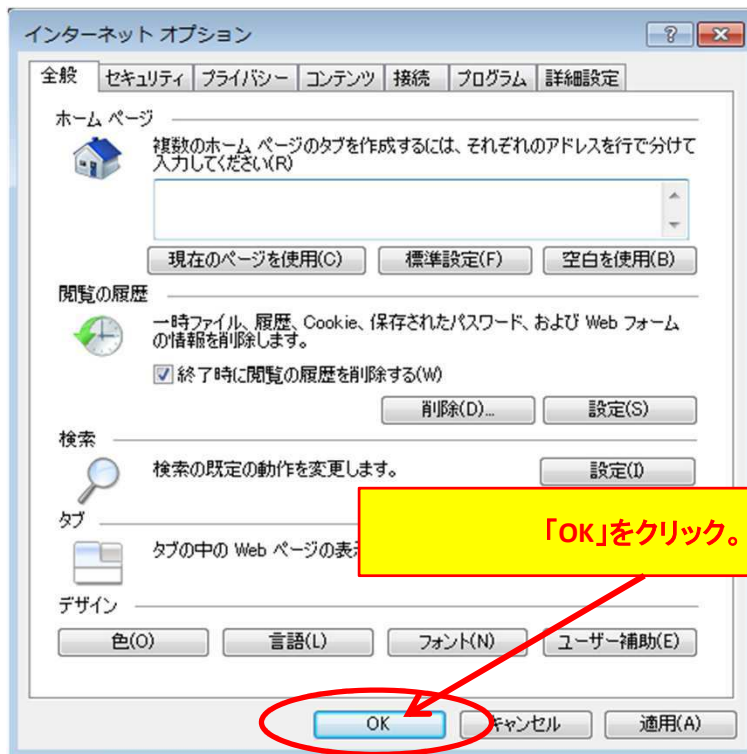 インターネット オプション
全般 セキュリティ プライバシー コンテンツ 接続 プログラム 詳細設定
ホーム ページ
複数のホーム ページのタブを作成するには、それぞれのアドレスを行で分けて
入力してください(R)
現在のページを使用(C) 標準設定(F) 空白を使用(B)
閲覧の履歴
一時ファイル、履歴、Cookie、保存されたパスワード、および Web フォーム
の情報を削除します。
終了時に閲覧の履歴を削除する(W)
削除(D)... 設定(S)
検索
検索の既定の動作を変更します。 設定(I)
「OK」をクリック。
タブ
タブの中の Web ページの表
デザイン
色(O) 言語(L) フォント(N) ユーザー補助(E)
OK キャンセル 適用(A)